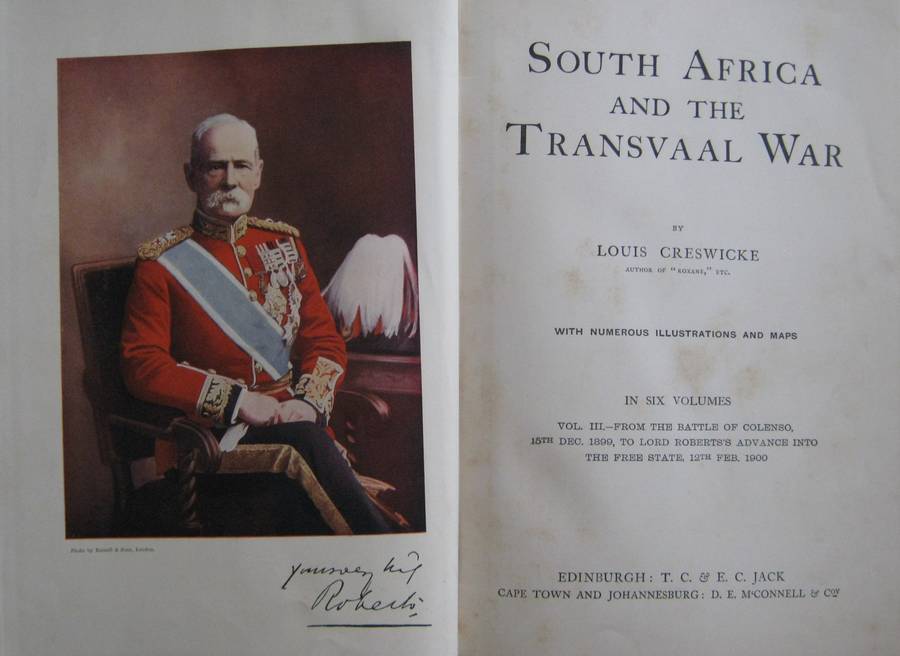 Photo by Russell & Sons, London.
Yours very truly
Roberts
SOUTH AFRICA
AND THE
TRANSVAAL WAR
BY
LOUIS CRESWICKE
AUTHOR OF "ROXANE," ETC.
WITH NUMEROUS ILLUSTRATIONS AND MAPS
IN SIX VOLUMES
VOL. III.—FROM THE BATTLE OF COLENSO,
15TH DEC. 1899, TO LORD ROBERTS'S ADVANCE INTO
THE FREE STATE, 12TH FEB. 1900
EDINBURGH: T. C. & E. C. JACK
CAPE TOWN AND JOHANNESBURG: D. E. McCONNELL & COY